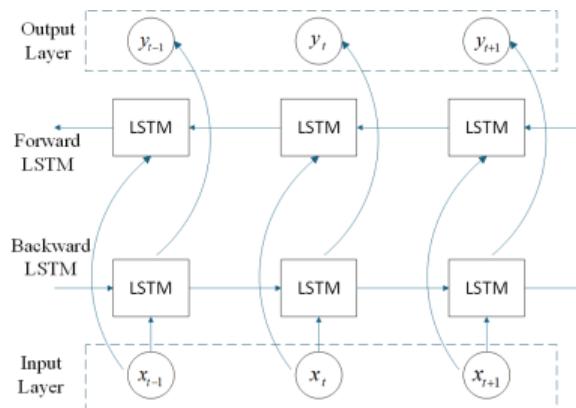 Output
Layer
y_{t-1}
y_t
y_{t+1}
LSTM
LSTM
LSTM
Forward
LSTM
Backward
LSTM
LSTM
LSTM
LSTM
Input
Layer
x_{t-1}
x_t
x_{t+1}